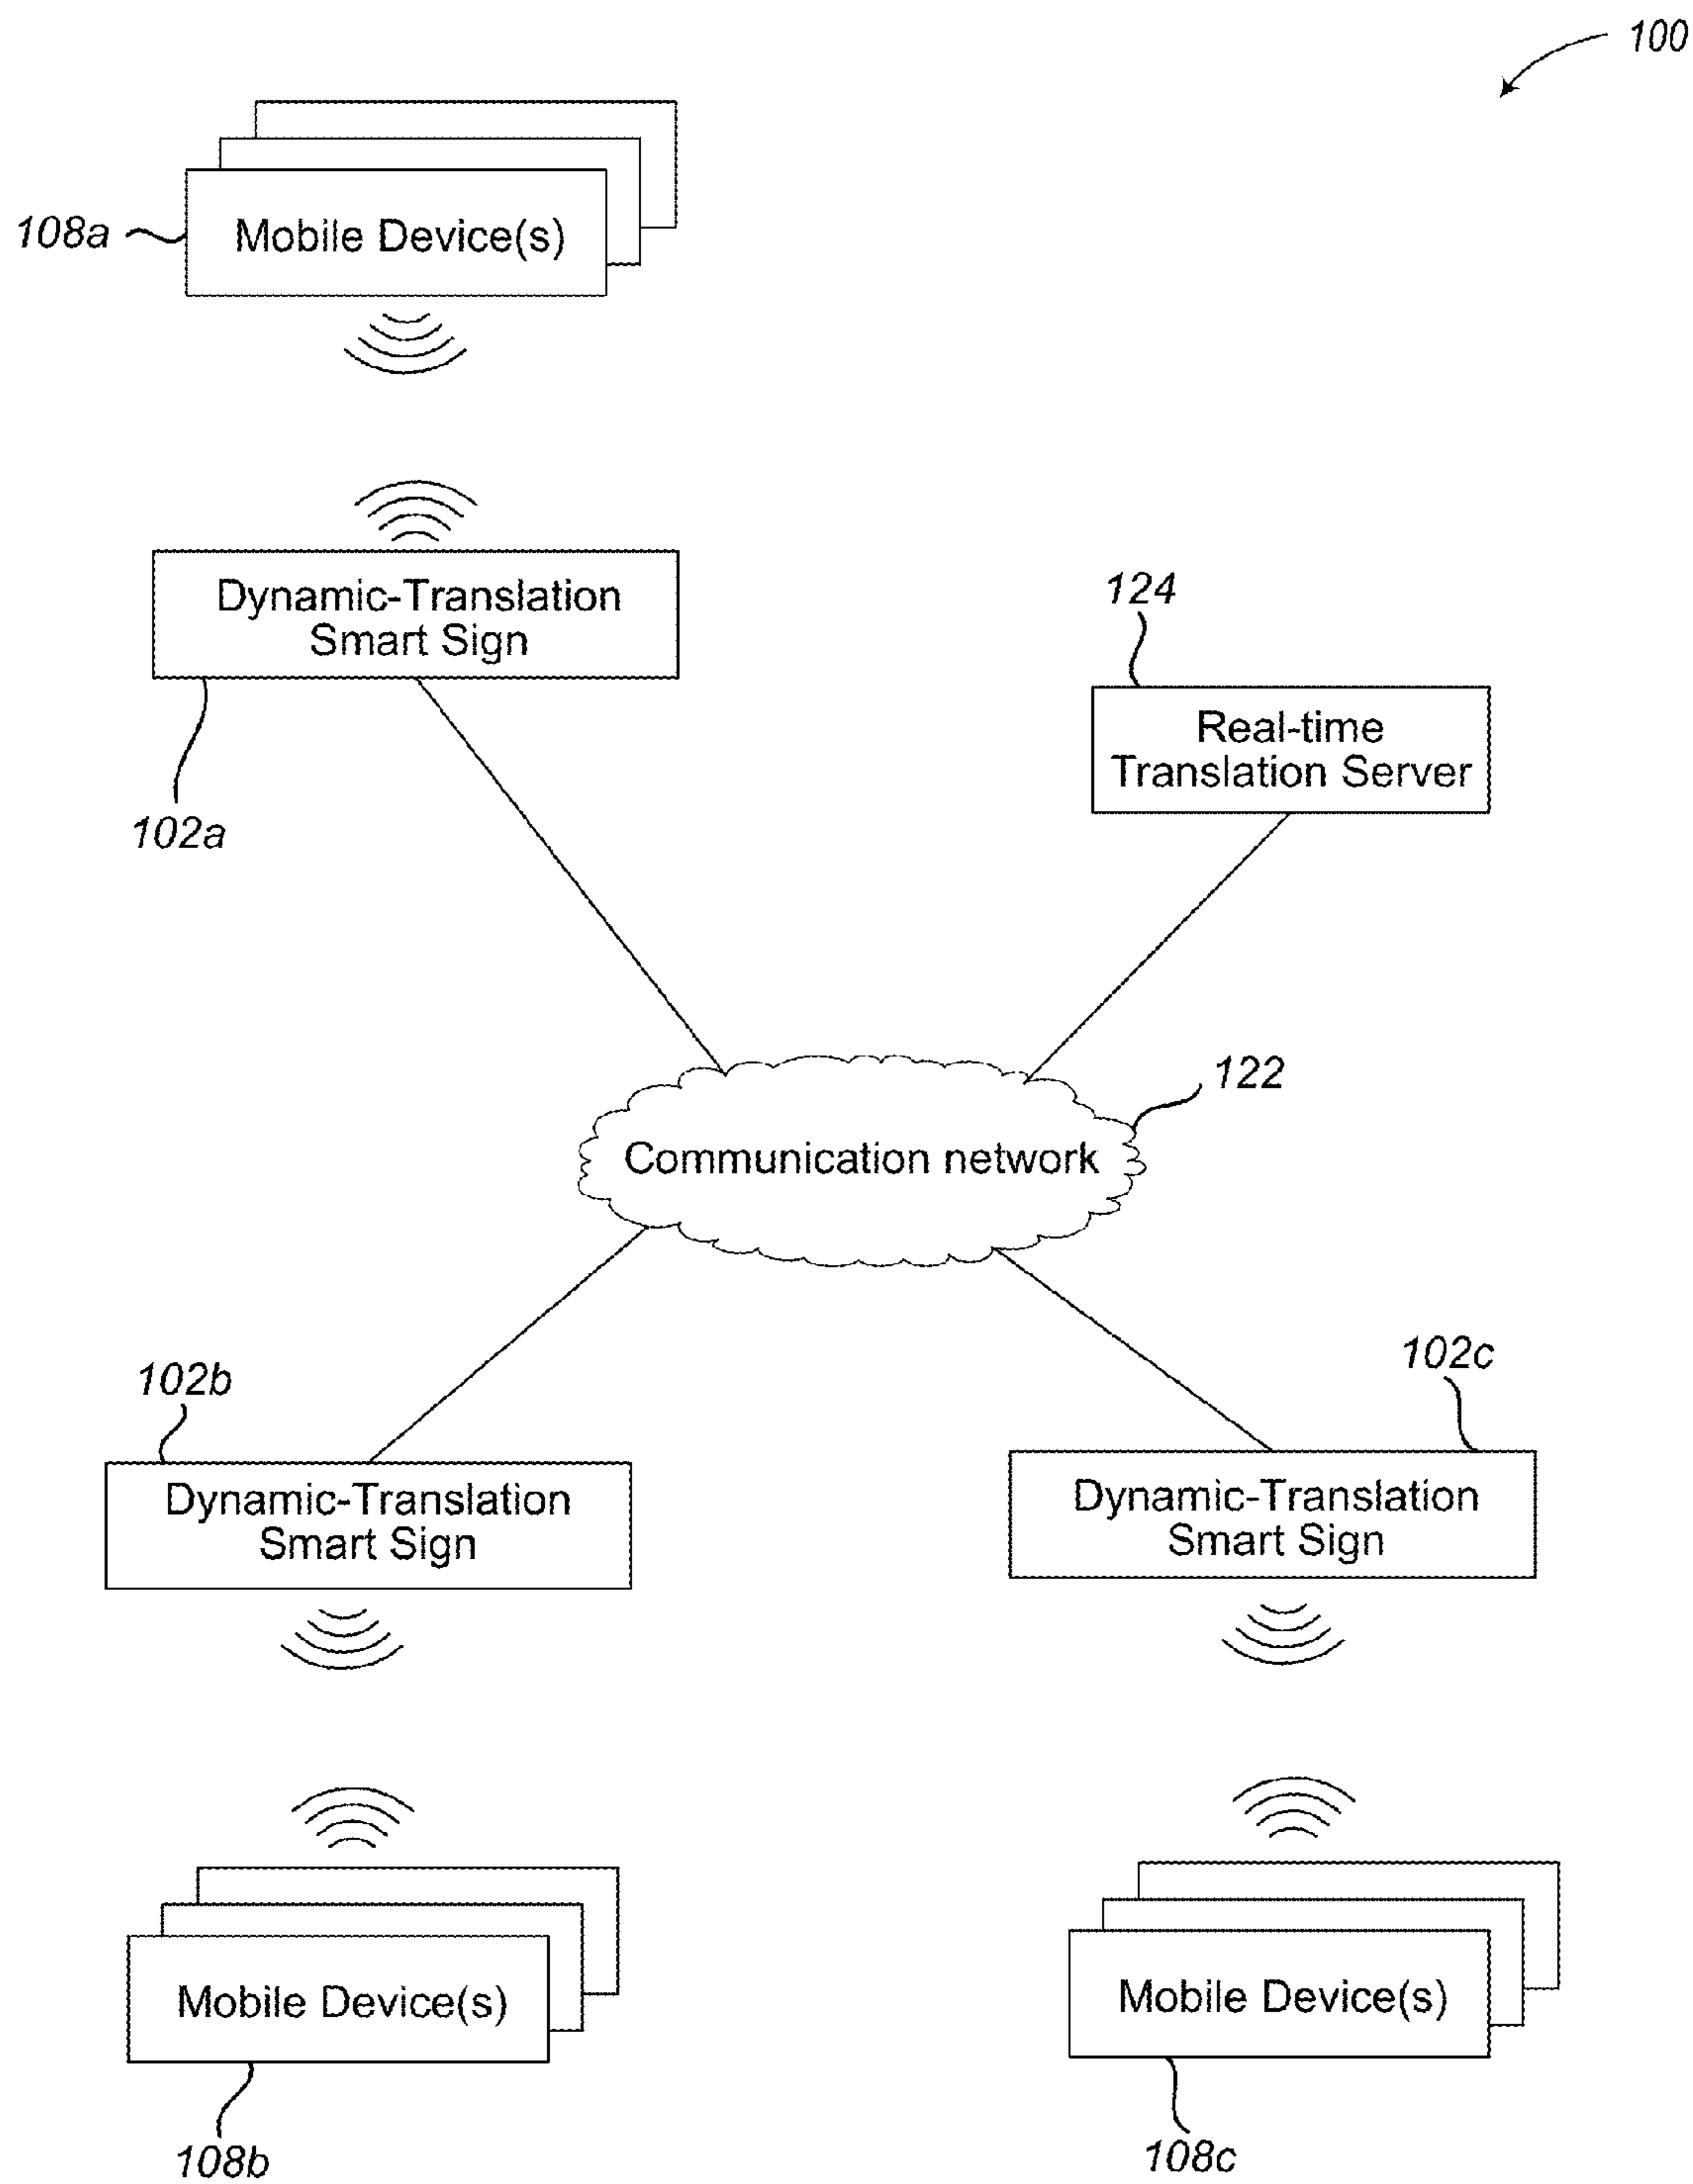 100
108a
Mobile Device(s)
Dynamic-Translation
Smart Sign
102a
124
Real-time
Translation Server
122
Communication network
102b
Dynamic-Translation
Smart Sign
102c
Dynamic-Translation
Smart Sign
Mobile Device(s)
108b
Mobile Device(s)
108c